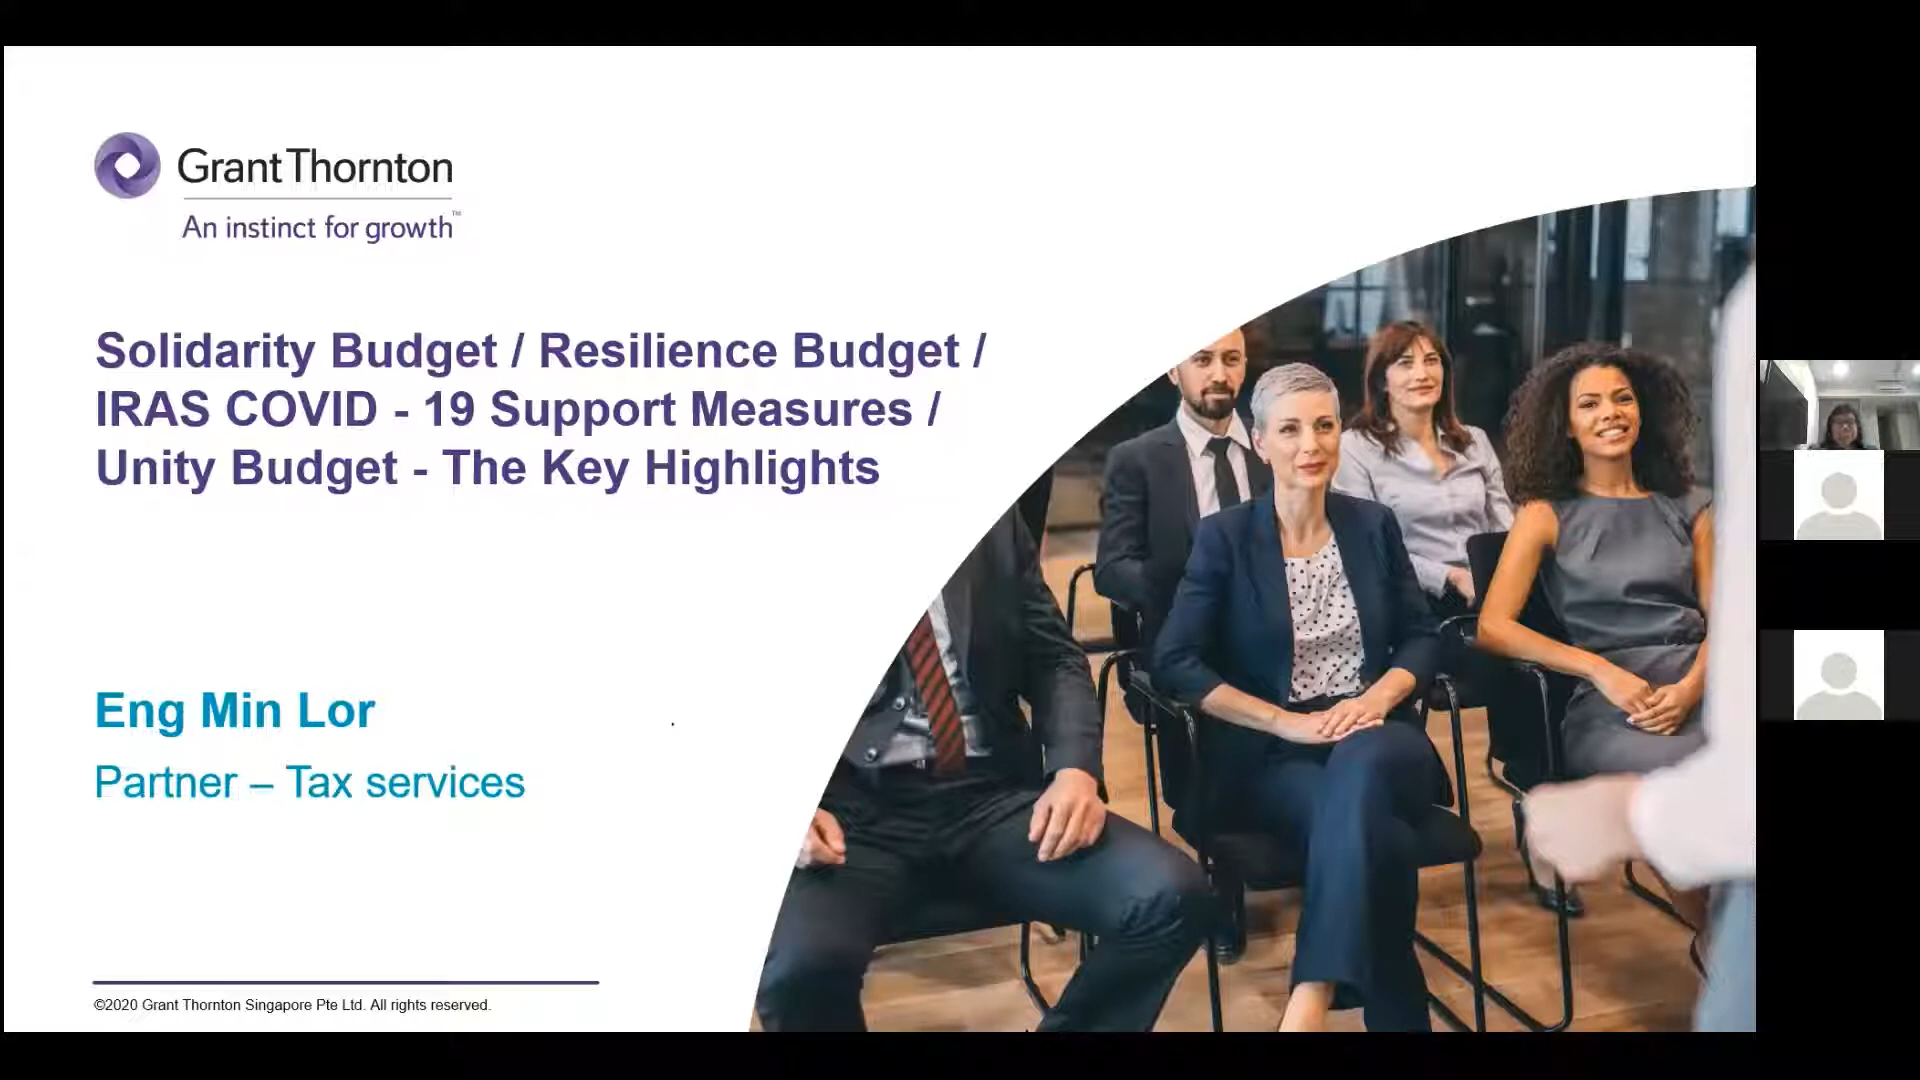 Grant Thornton
An instinct for growth™
Solidarity Budget / Resilience Budget /
IRAS COVID - 19 Support Measures /
Unity Budget - The Key Highlights
Eng Min Lor
Partner – Tax services
©2020 Grant Thornton Singapore Pte Ltd. All rights reserved.